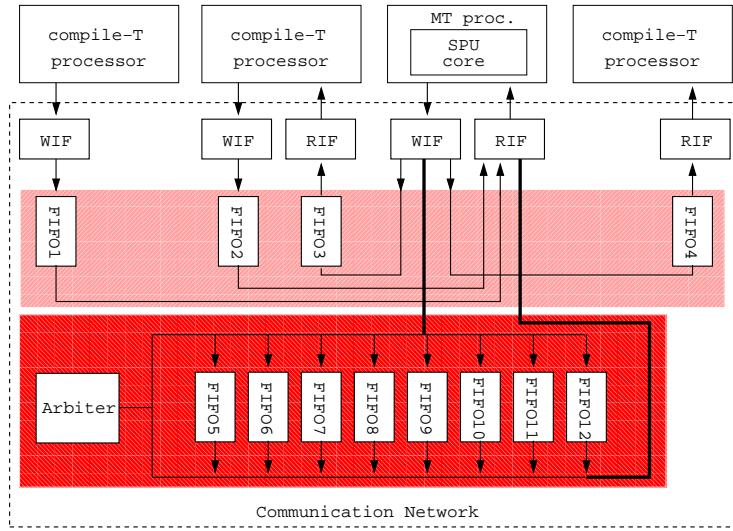 compile-T
processor
compile-T
processor
MT proc.
SPU
core
compile-T
processor
WIF
WIF
RIF
WIF
RIF
RIF
FIFO1
FIFO2
FIFO3
FIFO4
Arbiter
FIFO5
FIFO6
FIFO7
FIFO8
FIFO9
FIFO10
FIFO11
FIFO12
Communication Network